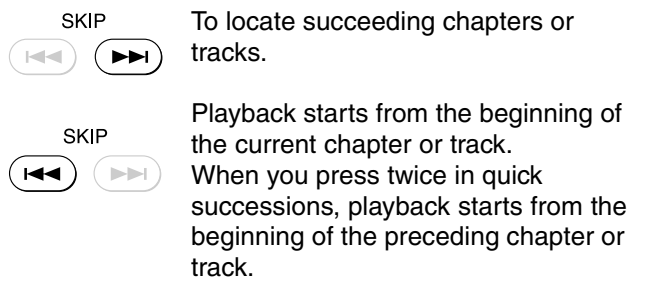 SKIP
To locate succeeding chapters or
tracks.
Playback starts from the beginning of
the current chapter or track.
SKIP
When you press twice in quick
successions, playback starts from the
beginning of the preceding chapter or
track.